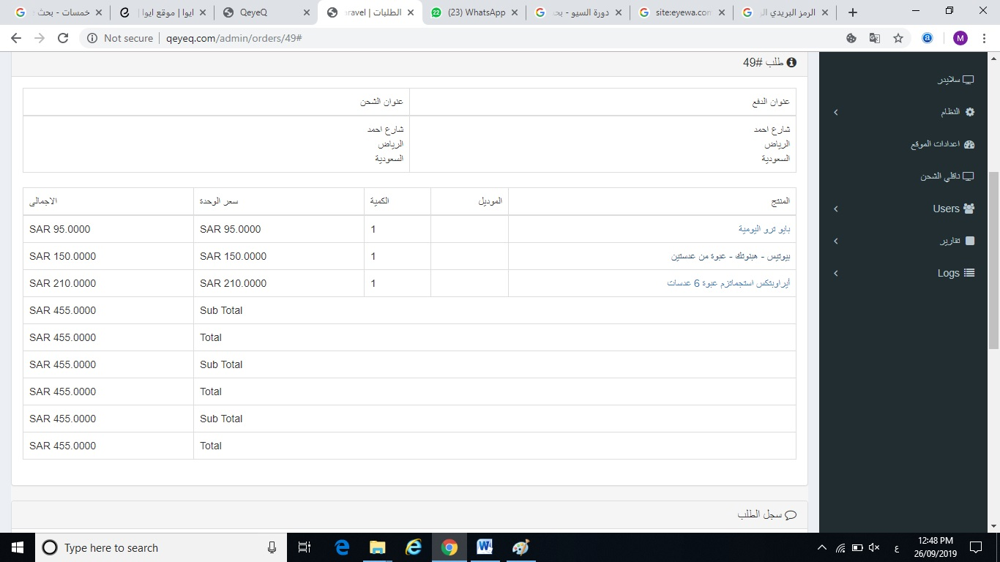 خمسات - بحث
ايوا | موقع ايوا |
QeyeQ
الطلبات | aravel
(23) WhatsApp
دورة السيو - بحث
site:eyewa.com
الرمز البريدي ال
Not secure | qeyeq.com/admin/orders/49#
M
طلب #49
عنوان الدفع عنوان الشحن
شارع احمد شارع احمد
الرياض الرياض
السعودية السعودية
المنتج الموديل الكمية سعر الوحدة الاجمالى
بايو ترو اليومية 1 SAR 95.0000 SAR 95.0000
بيوتيس - هبنوتك - عبوة من عدستين 1 SAR 150.0000 SAR 150.0000
أيراوبتكس استجماتزم عبوة 6 عدسات 1 SAR 210.0000 SAR 210.0000
Sub Total SAR 455.0000
Total SAR 455.0000
Sub Total SAR 455.0000
Total SAR 455.0000
Sub Total SAR 455.0000
Total SAR 455.0000
سجل الطلب
سلايدر
النظام
اعدادات الموقع
ناقلي الشحن
Users
تقارير
Logs
Type here to search
ع
12:48 PM
26/09/2019